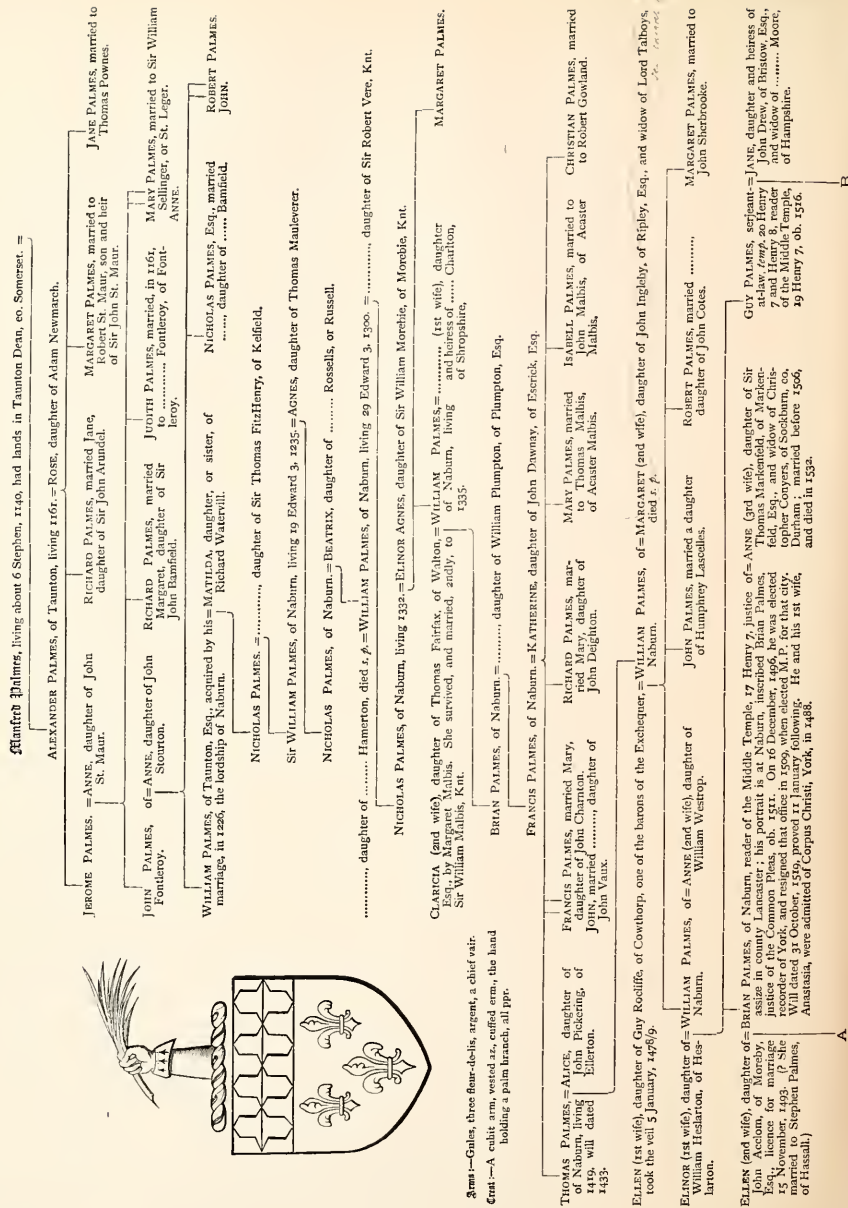 Manfred Palmes, living about 6 Stephen, 1140, had lands in Taunton Dean, co. Somerset. =
ALEXANDER PALMES, of Taunton, living 1161. = ROSE, daughter of Adam Newmarch.
JEROME PALMES. = ANNE, daughter of John
St. Maur.
RICHARD PALMES, married Jane,
daughter of Sir John Arundel.
MARGARET PALMES, married to
Robert St. Maur, son and heir
of Sir John St. Maur.
JANE PALMES, married to
Thomas Pownes.
JOHN PALMES, of = ANNE, daughter of John
Fontleroy. Stourton.
RICHARD PALMES, married
Margaret, daughter of Sir
John Bamfield.
JUDITH PALMES, married, in 1161,
to ............ Fontleroy, of Font-
leroy.
MARY PALMES, married to Sir William
Sellinger, or St. Leger.
ANNE.
WILLIAM PALMES, of Taunton, Esq., acquired by his = MATILDA, daughter, or sister, of
marriage, in 1226, the lordship of Naburn. Richard Watervill.
NICHOLAS PALMES, Esq., married
......, daughter of ...... Bamfield.
ROBERT PALMES.
JOHN.
NICHOLAS PALMES. = ..........., daughter of Sir Thomas FitzHenry, of Kelfield.
Sir WILLIAM PALMES, of Naburn, living 19 Edward 3, 1235. = AGNES, daughter of Thomas Mauleverer.
NICHOLAS PALMES, of Naburn. = BEATRIX, daughter of ......... Rossells, or Russell.
............, daughter of ......... Hamerton, died s. p. = WILLIAM PALMES, of Naburn, living 29 Edward 3, 1300. = ............, daughter of Sir Robert Vere, Knt.
NICHOLAS PALMES, of Naburn, living 1332. = ELINOR AGNES, daughter of Sir William Morebie, of Morebie, Knt.
CLARICIA (2nd wife), daughter of Thomas Fairfax, of Walton, = WILLIAM PALMES, = ............ (1st wife), daughter
Esq., by Margaret Malbis. She survived, and married, 2ndly, to of Naburn, living and heiress of ...... Charlton,
Sir William Malbis, Knt. 1335. of Shropshire,
MARGARET PALMES.
Arms:—Gules, three fleur-de-lis, argent, a chief vair.
Crest:—A cubit arm, vested az., cuffed erm., the hand
holding a palm branch, all ppr.
BRIAN PALMES, of Naburn. = .........., daughter of William Plumpton, of Plumpton, Esq.
FRANCIS PALMES, of Naburn. = KATHERINE, daughter of John Dawnay, of Escrick, Esq.
THOMAS PALMES, = ALICE, daughter of
of Naburn, living John Pickering, of
1419, will dated Ellerton.
1433.
FRANCIS PALMES, married Mary,
daughter of John Charnton.
JOHN, married ........, daughter of
John Vaux.
RICHARD PALMES, mar-
ried Mary, daughter of
John Deighton.
MARY PALMES, married
to Thomas Malbis,
of Acaster Malbis.
ISABELL PALMES, married to
John Malbis, of Acaster
Malbis,
CHRISTIAN PALMES, married
to Robert Gowland.
ELLEN (1st wife), daughter of Guy Rocliffe, of Cowthorp, one of the barons of the Exchequer, = WILLIAM PALMES, of = MARGARET (2nd wife), daughter of John Ingleby, of Ripley, Esq., and widow of Lord Talboys,
took the veil 5 January, 1478/9. Naburn. died s. p.
ELINOR (1st wife), daughter of = WILLIAM PALMES, of = ANNE (2nd wife), daughter of
William Heslarton, of Hes- Naburn. William Westrop.
larton.
JOHN PALMES, married a daughter
of Humphrey Lascelles.
ROBERT PALMES, married ..........,
daughter of John Cotes.
MARGARET PALMES, married to
John Sherbrooke.
ELLEN (2nd wife), daughter of = BRIAN PALMES, of Naburn, reader of the Middle Temple, 17 Henry 7, justice of = ANNE (3rd wife), daughter of Sir
John Acclom, of Moreby, assize in county Lancaster; his portrait is at Naburn, inscribed Brian Palmes, Thomas Markenfeld, of Marken-
Esq., licence for marriage justice of the Common Pleas, ob. 1511. On 16 December, 1496, he was elected feld, Esq., and widow of Chris-
15 November, 1493. (? She recorder of York, and resigned that office in 1509, when elected M.P. for that city. topher Conyers, of Sockburn, co.
married to Stephen Palmes, Will dated 31 October, 1519, proved 11 January following. He and his 1st wife, Durham; married before 1506,
of Hassall.) Anastasia, were admitted of Corpus Christi, York, in 1488. and died in 1532.
GUY PALMES, serjeant- = JANE, daughter and heiress of
at-law, temp. 20 Henry John Drew, of Bristow, Esq.,
7 and Henry 8, reader and widow of ......... Moore,
of the Middle Temple, of Hampshire.
19 Henry 7, ob. 1516.
A
B